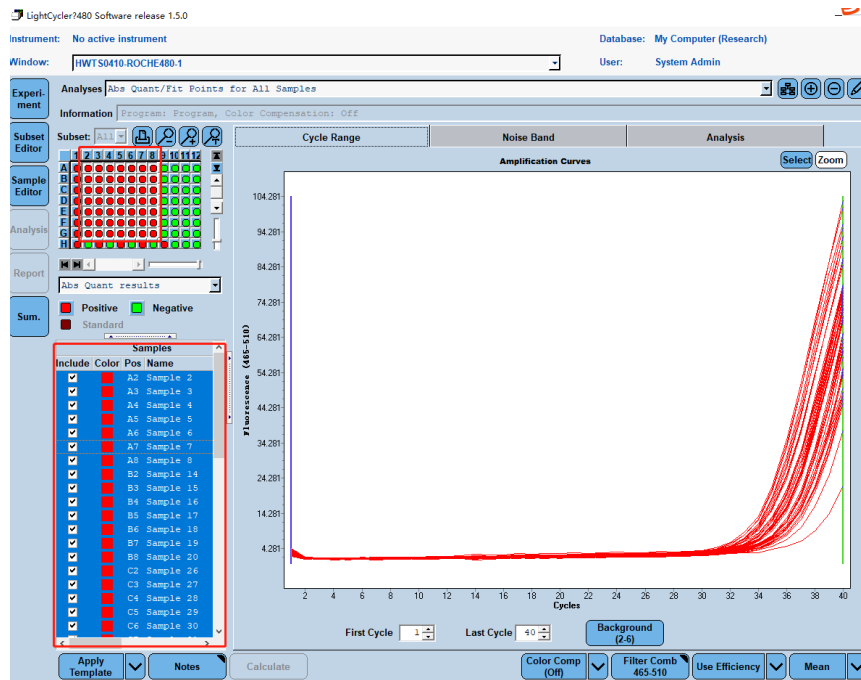 LightCycler?480 Software release 1.5.0
Instrument: No active instrument Database: My Computer (Research)
Window: HWTS0410-ROCHE480-1 User: System Admin
Experi-
ment
Analyses Abs Quant/Fit Points for All Samples
Information Program: Program, Color Compensation: Off
Subset
Editor
Subset: All
1 2 3 4 5 6 7 8 9 10 11 12
A
B
C
D
E
F
G
H
Sample
Editor
Analysis
Report
Sum.
Abs Quant results
Positive Negative
Standard
Samples
Include Color Pos Name
A2 Sample 2
A3 Sample 3
A4 Sample 4
A5 Sample 5
A6 Sample 6
A7 Sample 7
A8 Sample 8
B2 Sample 14
B3 Sample 15
B4 Sample 16
B5 Sample 17
B6 Sample 18
B7 Sample 19
B8 Sample 20
C2 Sample 26
C3 Sample 27
C4 Sample 28
C5 Sample 29
C6 Sample 30
Cycle Range Noise Band Analysis
Amplification Curves
Select Zoom
Fluorescence (465-510)
104.281
94.281
84.281
74.281
64.281
54.281
44.281
34.281
24.281
14.281
4.281
2 4 6 8 10 12 14 16 18 20 22 24 26 28 30 32 34 36 38 40
Cycles
First Cycle 1 Last Cycle 40 Background
(2-6)
Apply
Template
Notes
Calculate
Color Comp
(Off)
Filter Comb
465-510
Use Efficiency
Mean